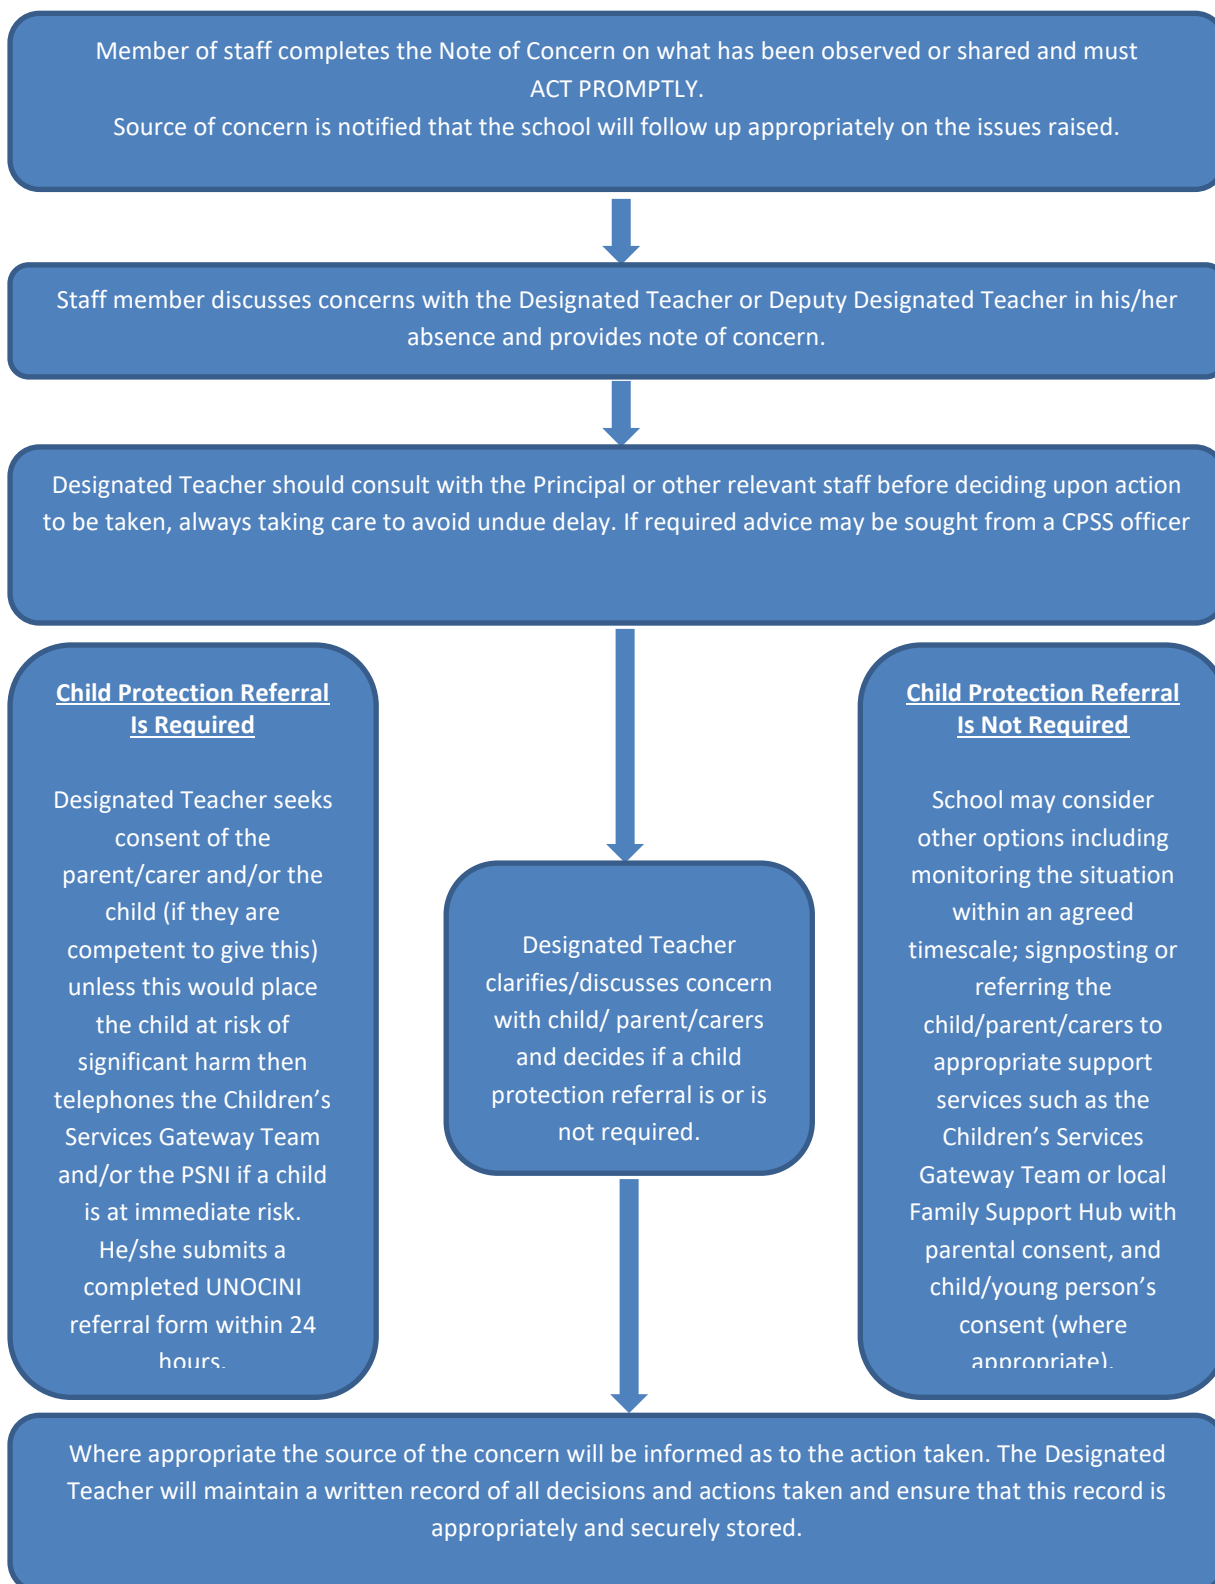 Member of staff completes the Note of Concern on what has been observed or shared and must
ACT PROMPTLY.
Source of concern is notified that the school will follow up appropriately on the issues raised.
Staff member discusses concerns with the Designated Teacher or Deputy Designated Teacher in his/her
absence and provides note of concern.
Designated Teacher should consult with the Principal or other relevant staff before deciding upon action
to be taken, always taking care to avoid undue delay. If required advice may be sought from a CPSS officer
Child Protection Referral
Is Required
Designated Teacher seeks
consent of the
parent/carer and/or the
child (if they are
competent to give this)
unless this would place
the child at risk of
significant harm then
telephones the Children’s
Services Gateway Team
and/or the PSNI if a child
is at immediate risk.
He/she submits a
completed UNOCINI
referral form within 24
hours.
Designated Teacher
clarifies/discusses concern
with child/ parent/carers
and decides if a child
protection referral is or is
not required.
Child Protection Referral
Is Not Required
School may consider
other options including
monitoring the situation
within an agreed
timescale; signposting or
referring the
child/parent/carers to
appropriate support
services such as the
Children’s Services
Gateway Team or local
Family Support Hub with
parental consent, and
child/young person’s
consent (where
appropriate).
Where appropriate the source of the concern will be informed as to the action taken. The Designated
Teacher will maintain a written record of all decisions and actions taken and ensure that this record is
appropriately and securely stored.